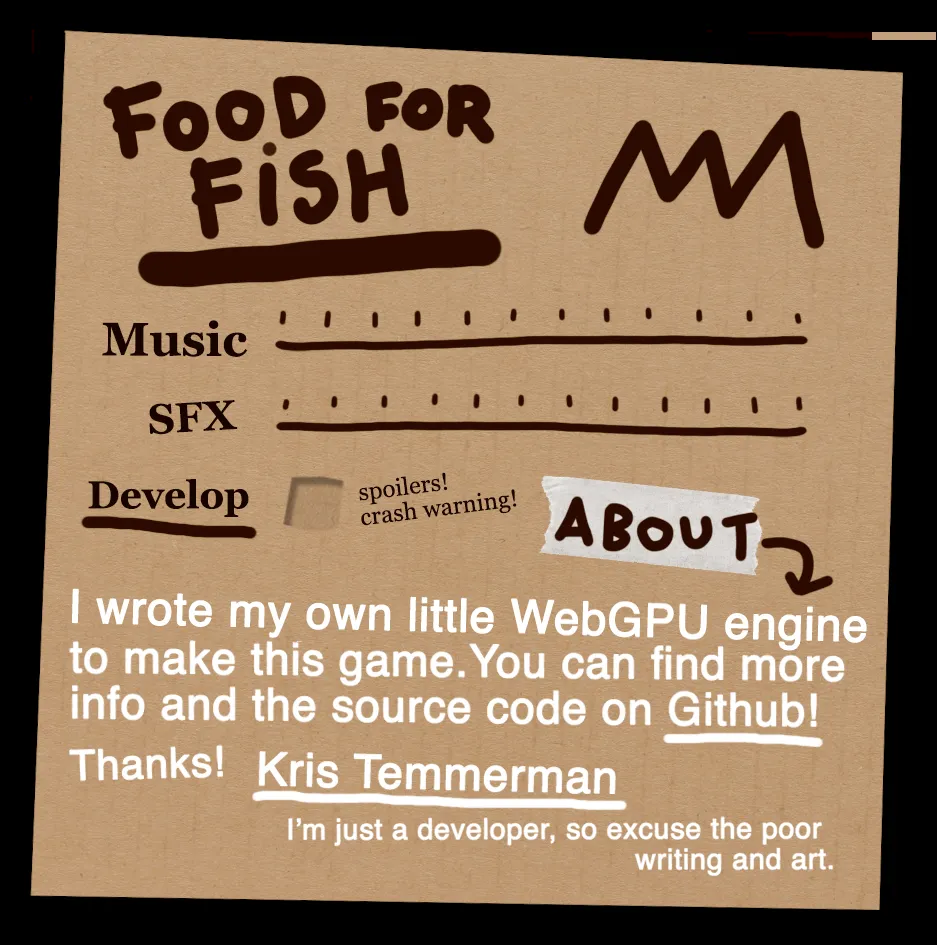 FOOD FOR
FiSH
Music
SFX
Develop
spoilers!
crash warning!
ABOUT
I wrote my own little WebGPU engine
to make this game.You can find more
info and the source code on Github!
Thanks! Kris Temmerman
I'm just a developer, so excuse the poor
writing and art.